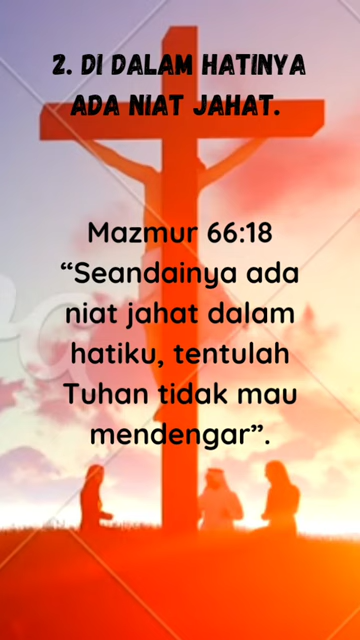 2. DI DALAM HATINYA
ADA NIAT JAHAT.
Mazmur 66:18
“Seandainya ada
niat jahat dalam
hatiku, tentulah
Tuhan tidak mau
mendengar”.